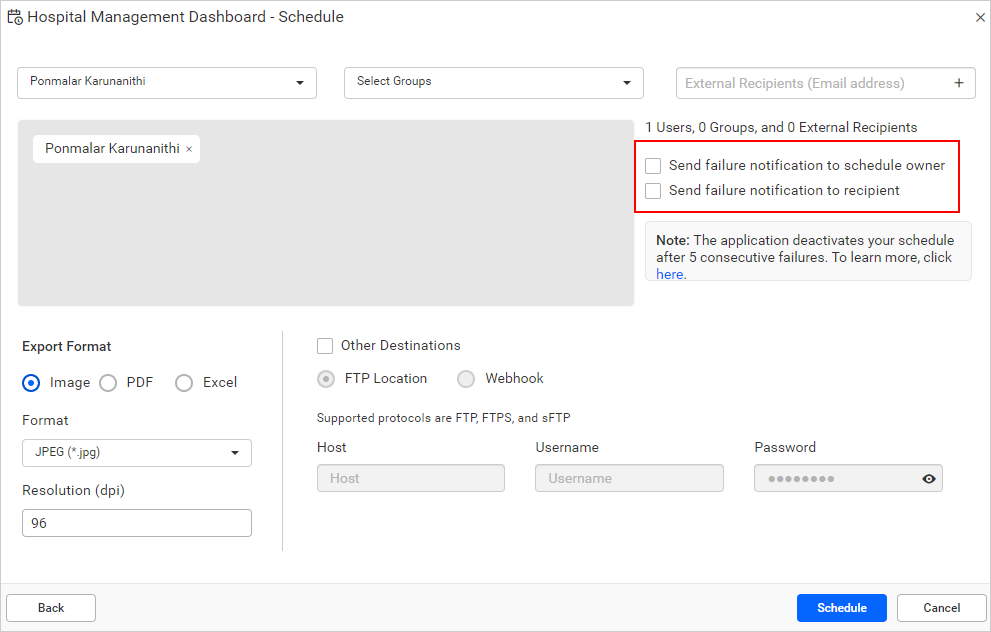 Hospital Management Dashboard - Schedule
Ponmalar Karunanithi
Select Groups
External Recipients (Email address)
Ponmalar Karunanithi ×
1 Users, 0 Groups, and 0 External Recipients
Send failure notification to schedule owner
Send failure notification to recipient
Note: The application deactivates your schedule
after 5 consecutive failures. To learn more, click
here.
Export Format
Image PDF Excel
Format
JPEG (*.jpg)
Resolution (dpi)
96
Other Destinations
FTP Location Webhook
Supported protocols are FTP, FTPS, and sFTP
Host Username Password
Host Username
Back Schedule Cancel